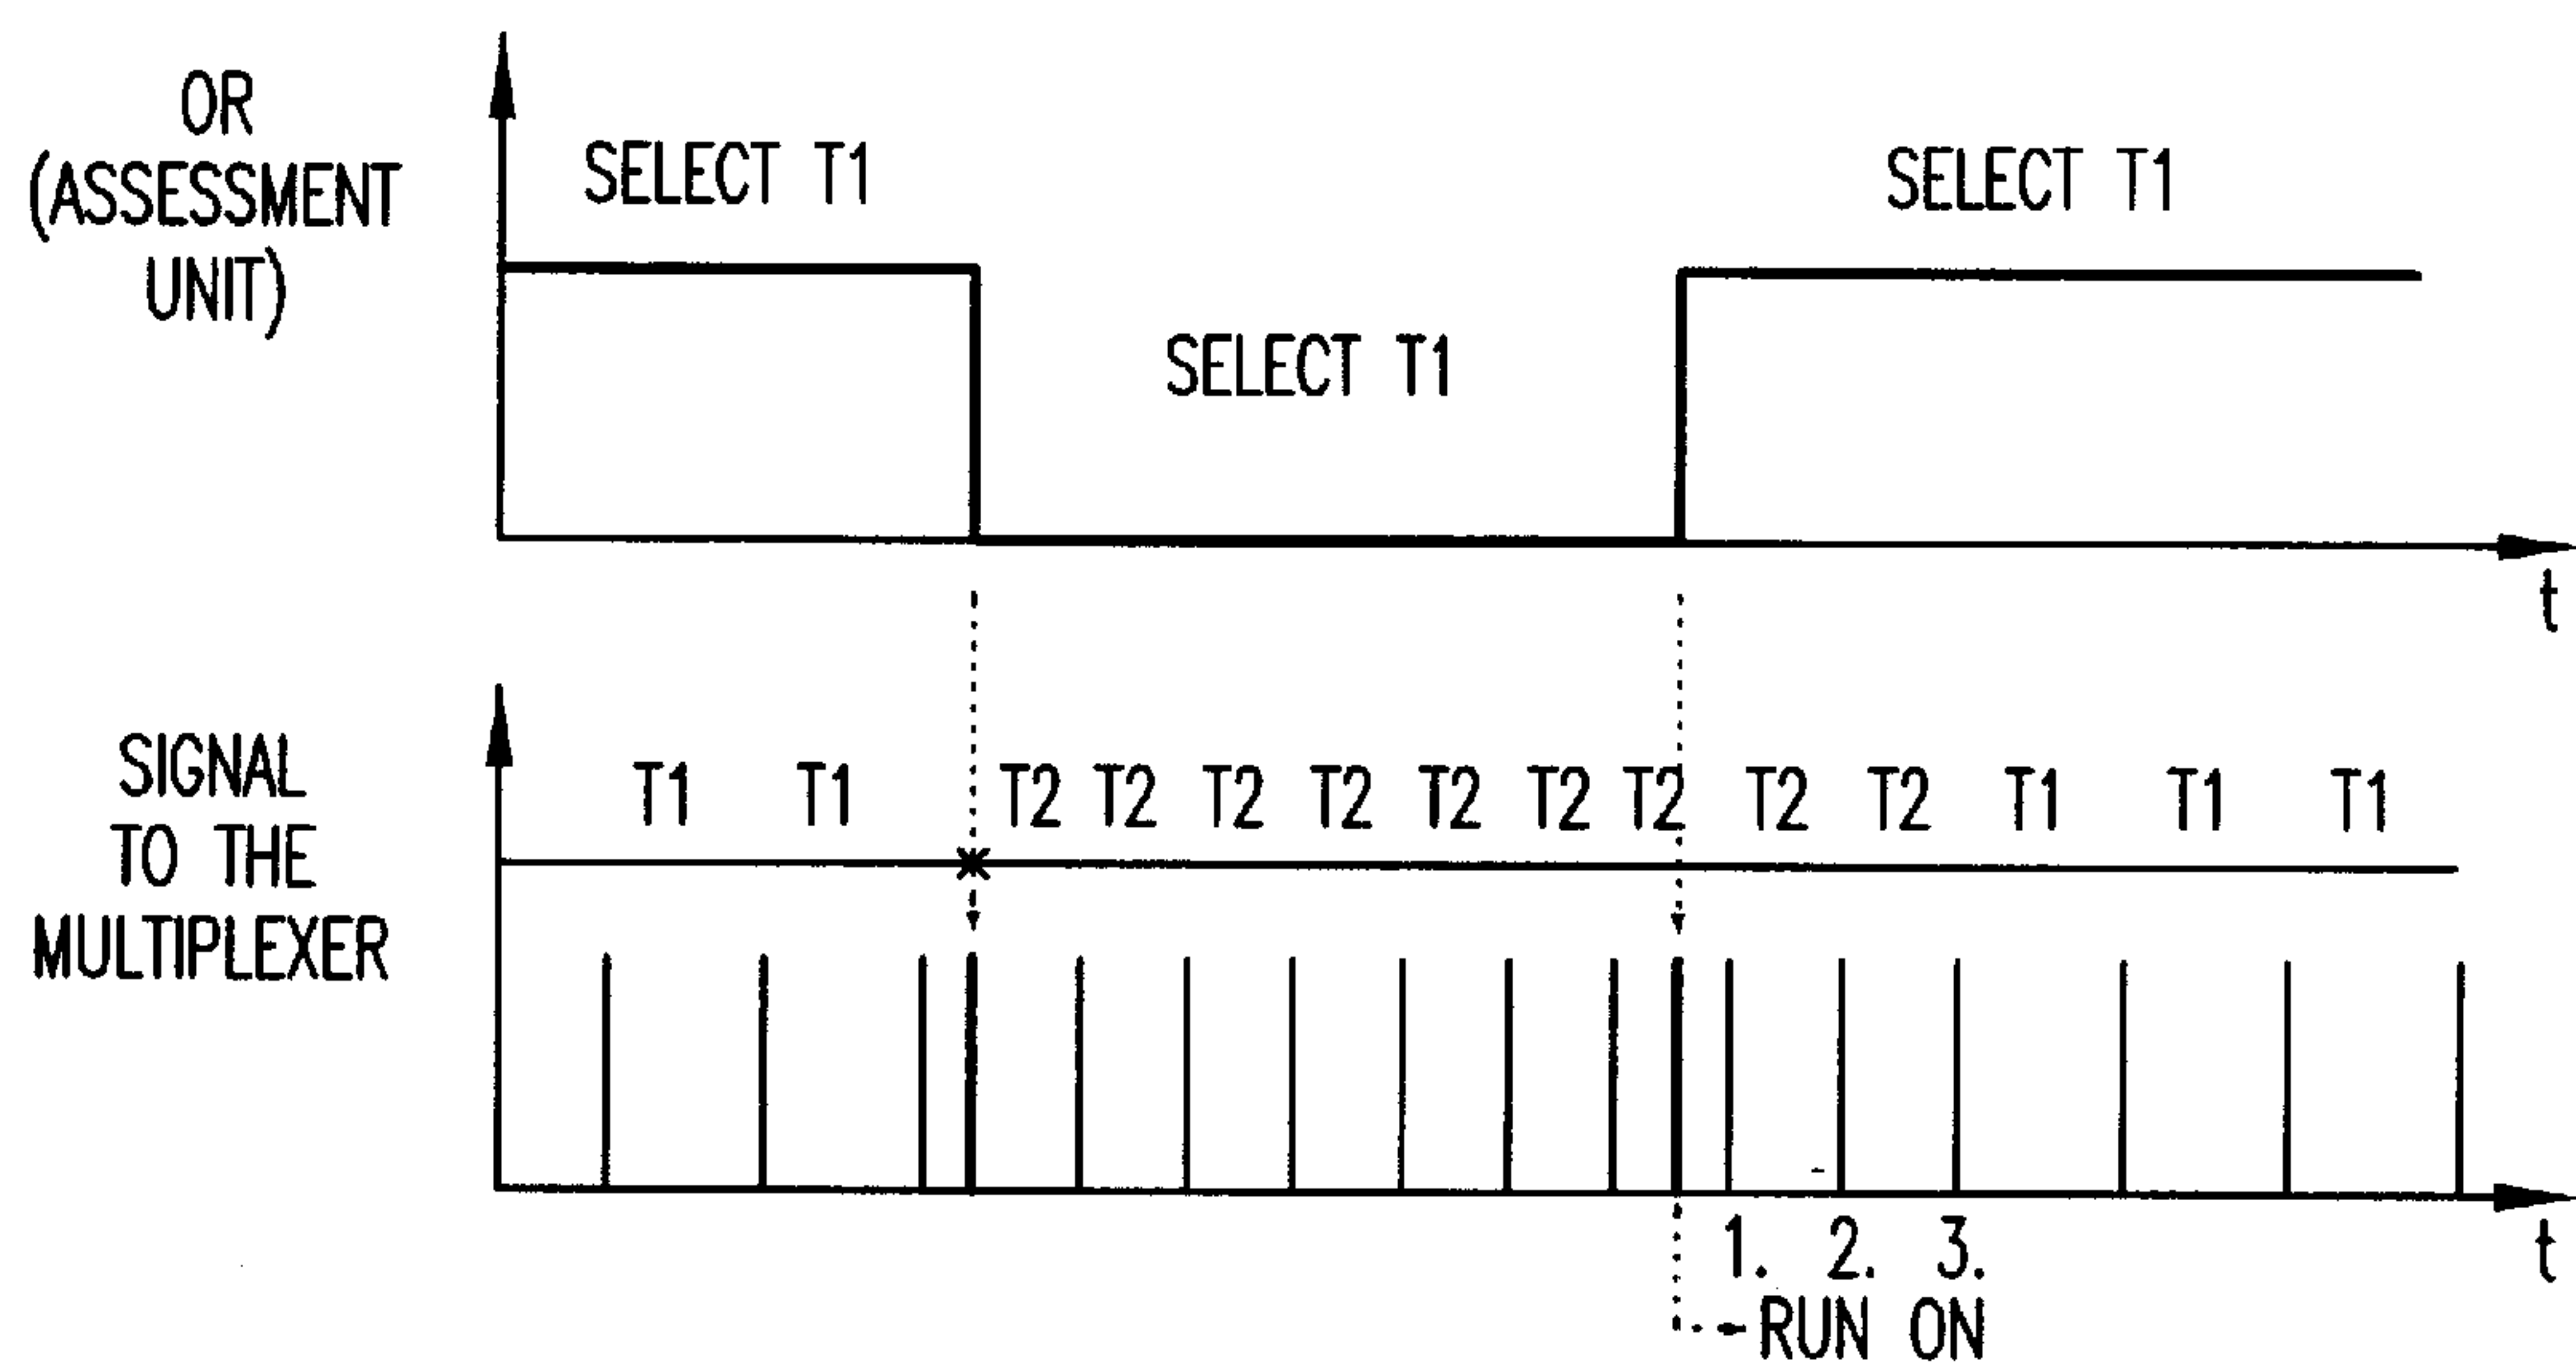 OR
(ASSESSMENT
UNIT)
SELECT T1
SELECT T1
SELECT T1
t
SIGNAL
TO THE
MULTIPLEXER
T1 T1 T2 T2 T2 T2 T2 T2 T2 T2 T2 T1 T1 T1
1. 2. 3.
RUN ON
t